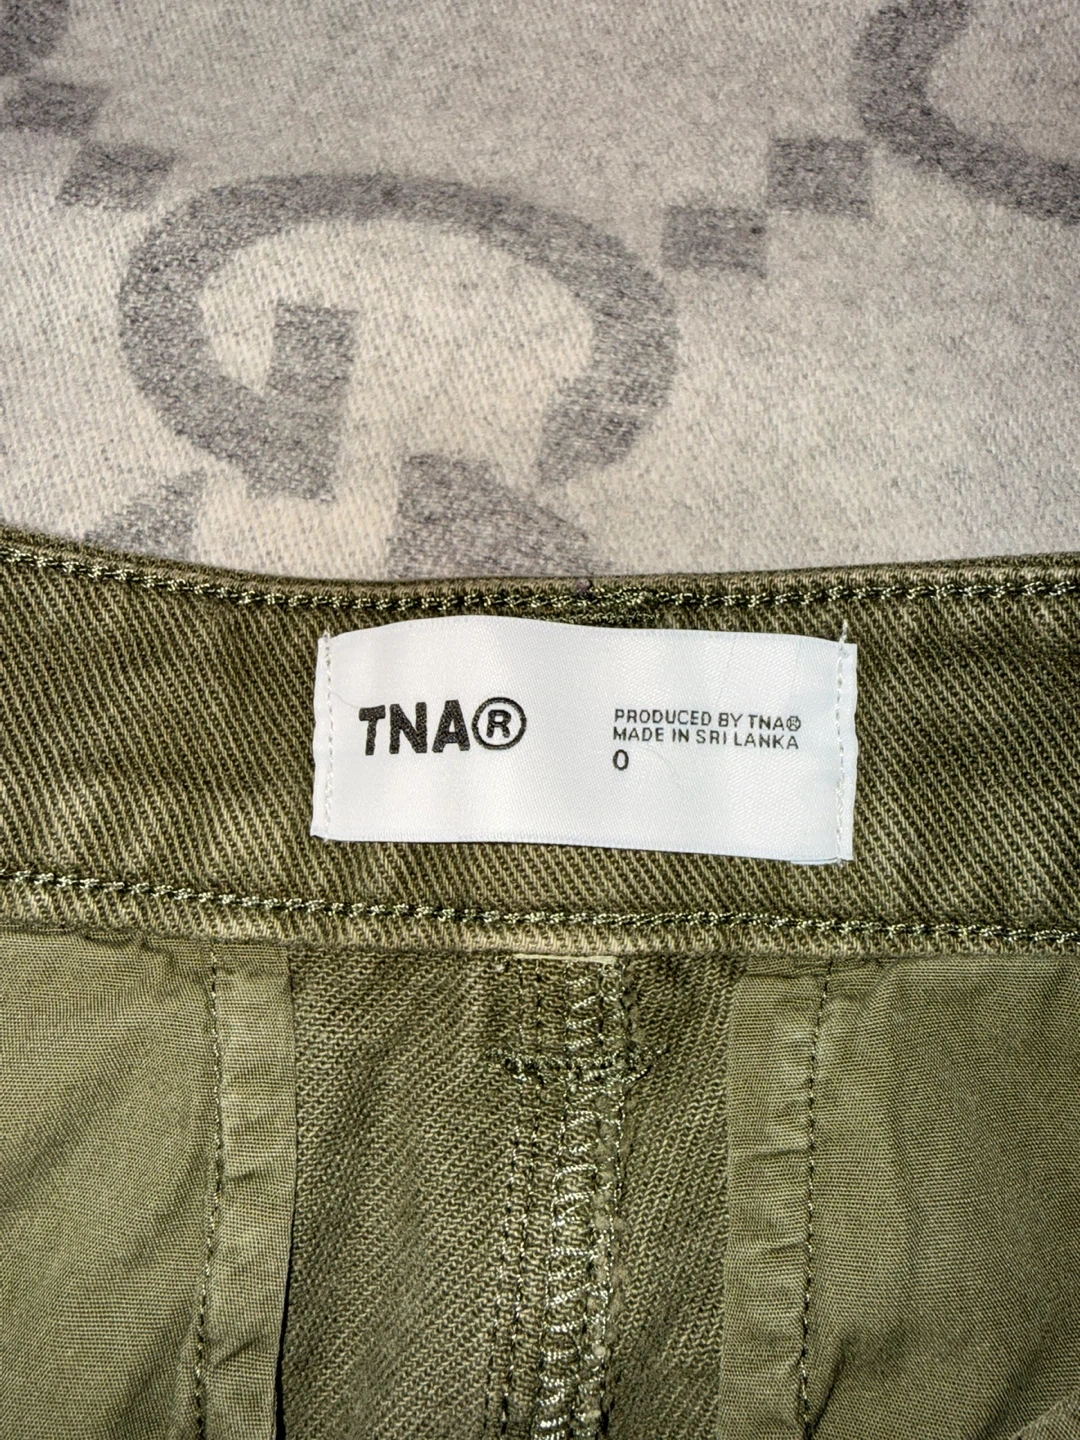 TNA®
PRODUCED BY TNA®
MADE IN SRI LANKA
0